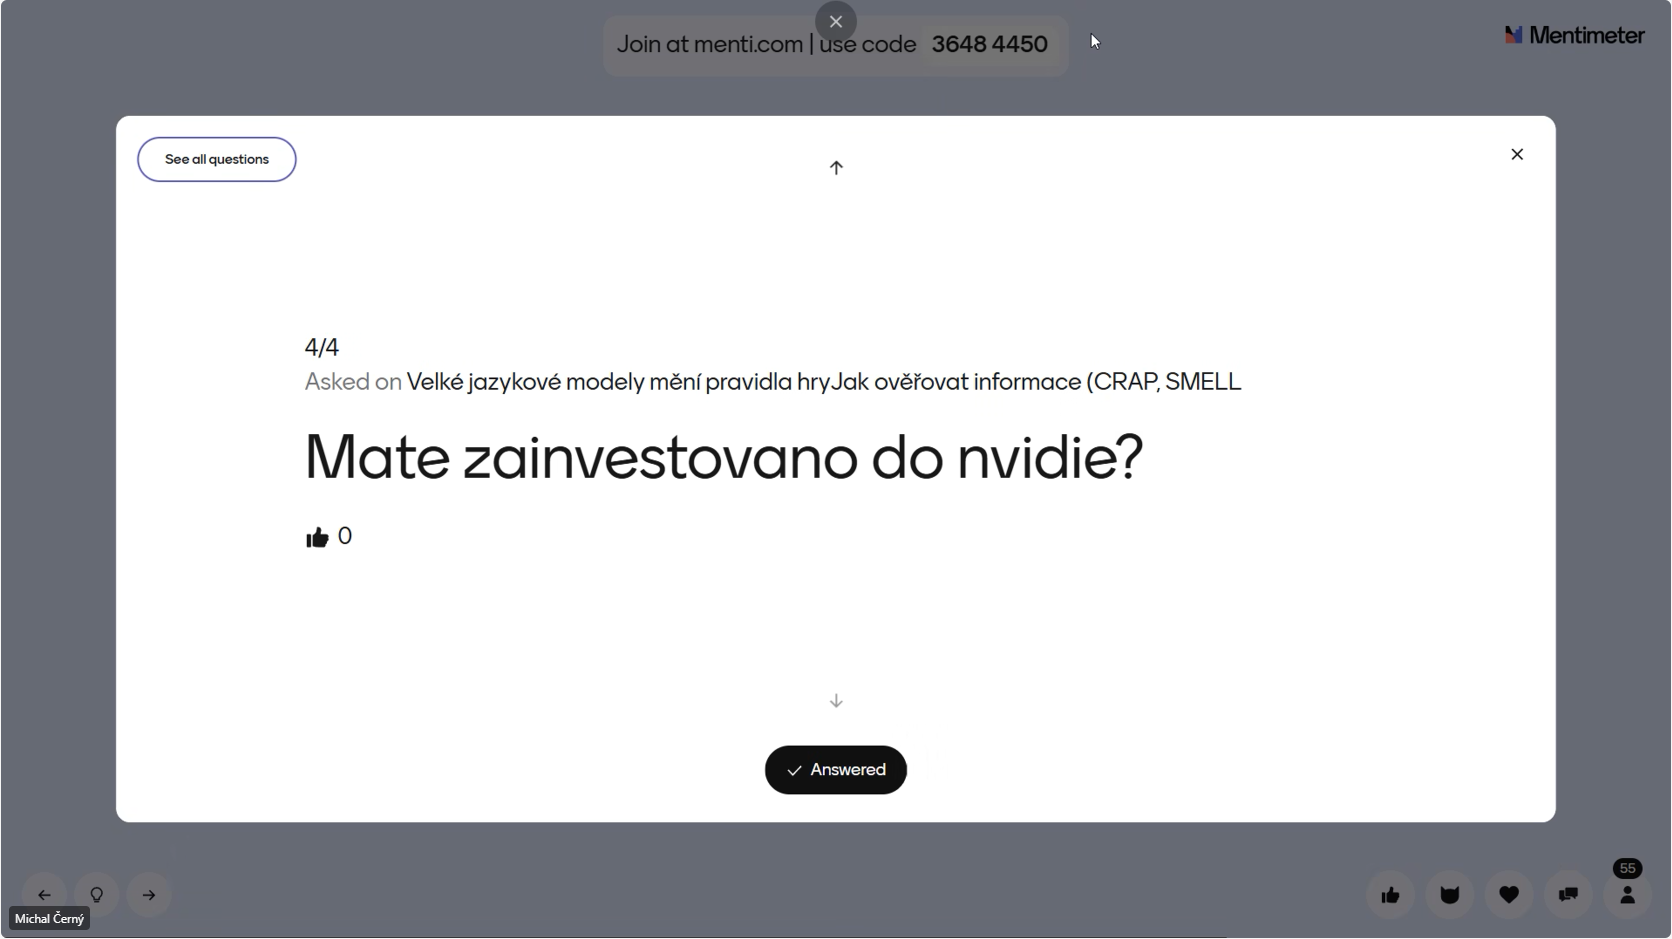 Join at menti.com | use code 3648 4450
Mentimeter
See all questions
4/4
Asked on Velké jazykové modely mění pravidla hryJak ověřovat informace (CRAP, SMELL
Mate zainvestovano do nvidie?
0
Answered
55
Michal Černý